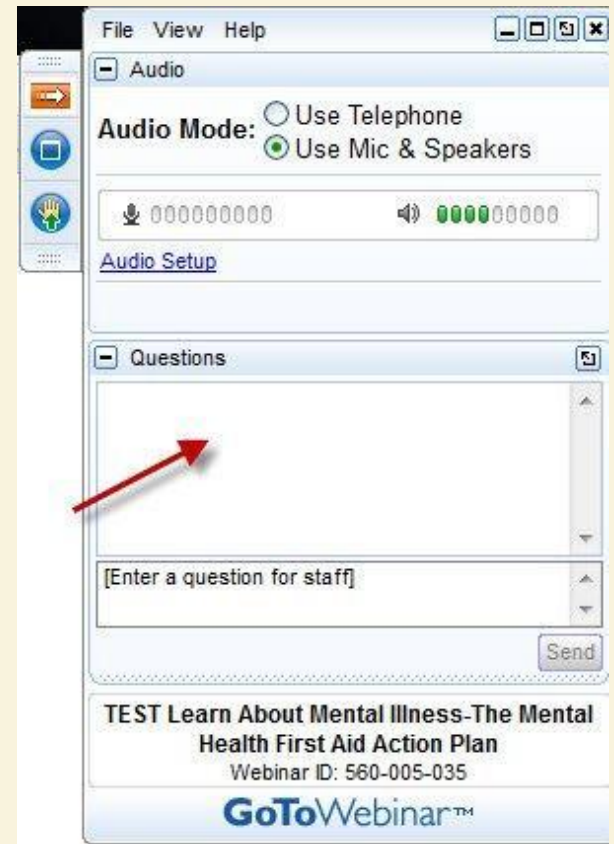 File View Help
Audio
Audio Mode: Use Telephone
Use Mic & Speakers
Audio Setup
Questions
[Enter a question for staff]
Send
TEST Learn About Mental Illness-The Mental
Health First Aid Action Plan
Webinar ID: 560-005-035
GoToWebinar™